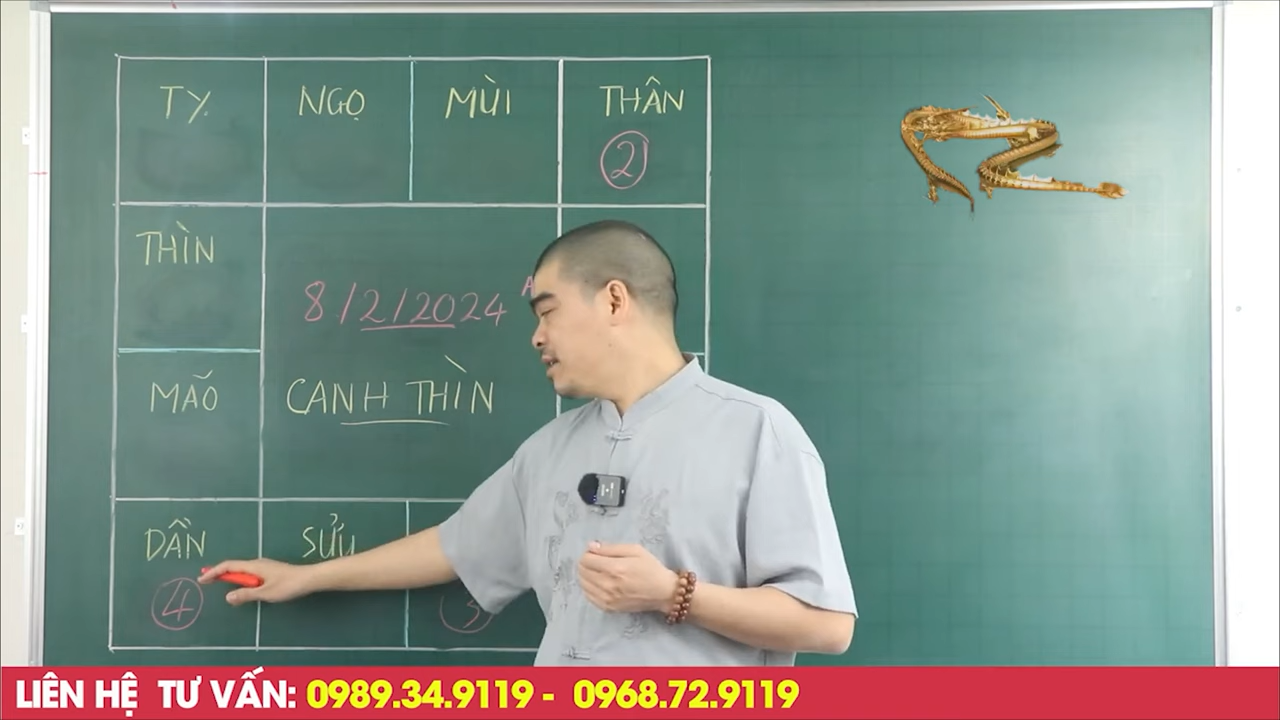 TỴ NGỌ MÙI THÂN
2
THÌN
8/2/2024
MÃO
CANH THÌN
DẦN SỬU
4
3
LIÊN HỆ TƯ VẤN: 0989.34.9119 - 0968.72.9119